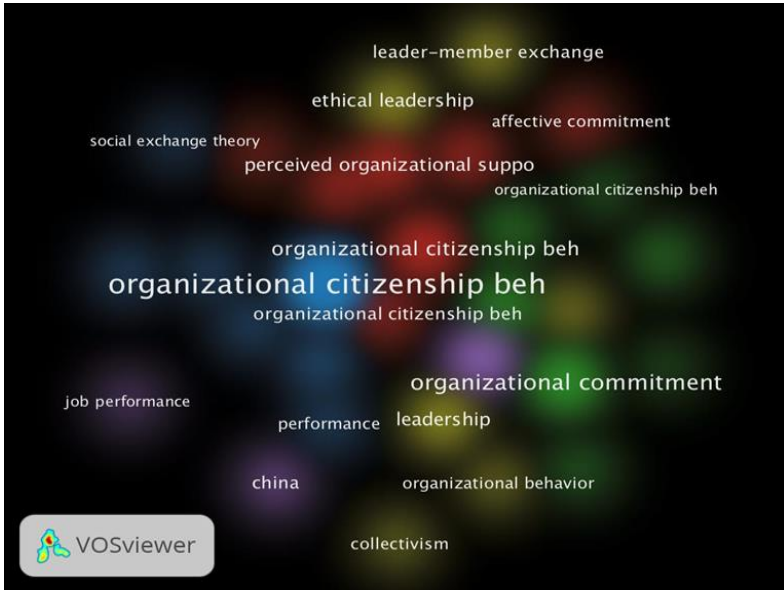 leader-member exchange
ethical leadership
affective commitment
social exchange theory
perceived organizational suppo
organizational citizenship beh
organizational citizenship beh
organizational citizenship beh
organizational citizenship beh
organizational commitment
job performance
leadership
performance
china
organizational behavior
collectivism
VOSviewer